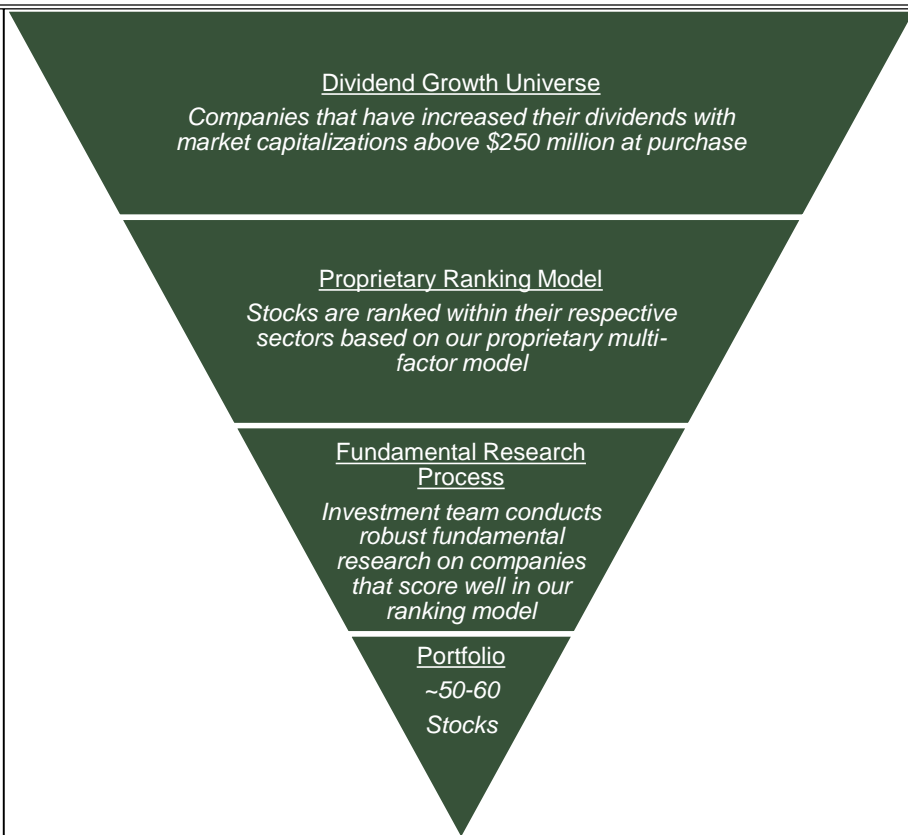 Dividend Growth Universe
Companies that have increased their dividends with
market capitalizations above $250 million at purchase
Proprietary Ranking Model
Stocks are ranked within their respective
sectors based on our proprietary multi-
factor model
Fundamental Research
Process
Investment team conducts
robust fundamental
research on companies
that score well in our
ranking model
Portfolio
~50-60
Stocks